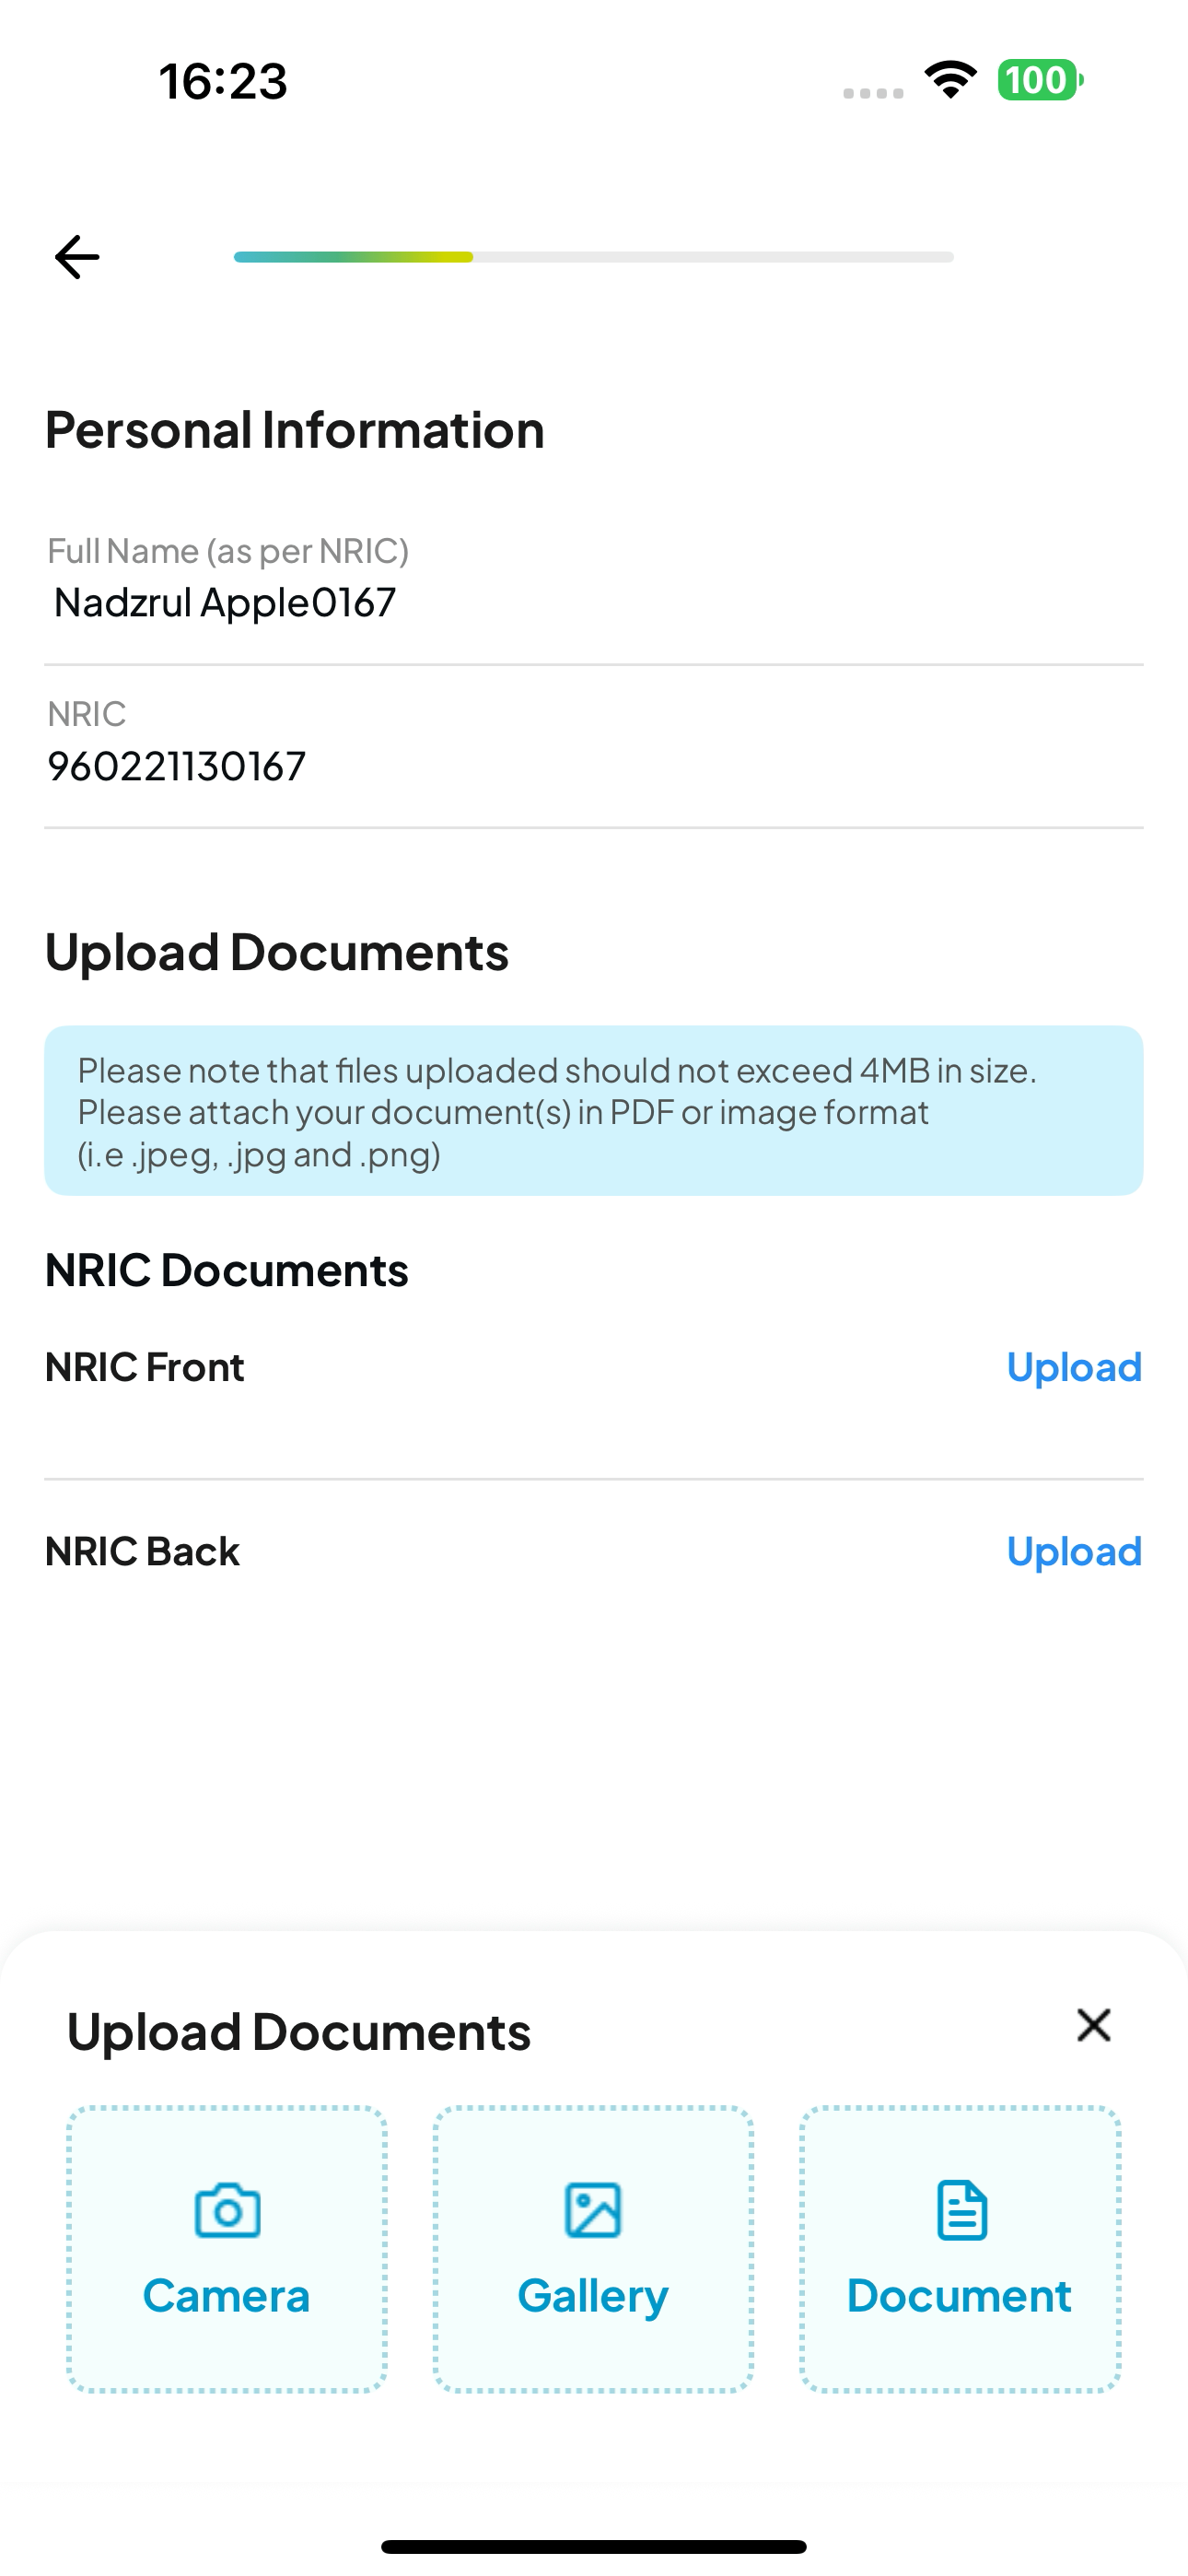 16:23
100
Personal Information
Full Name (as per NRIC)
Nadzrul Apple0167
NRIC
960221130167
Upload Documents
Please note that files uploaded should not exceed 4MB in size.
Please attach your document(s) in PDF or image format
(i.e .jpeg, .jpg and .png)
NRIC Documents
NRIC Front
Upload
NRIC Back
Upload
Upload Documents
Camera
Gallery
Document